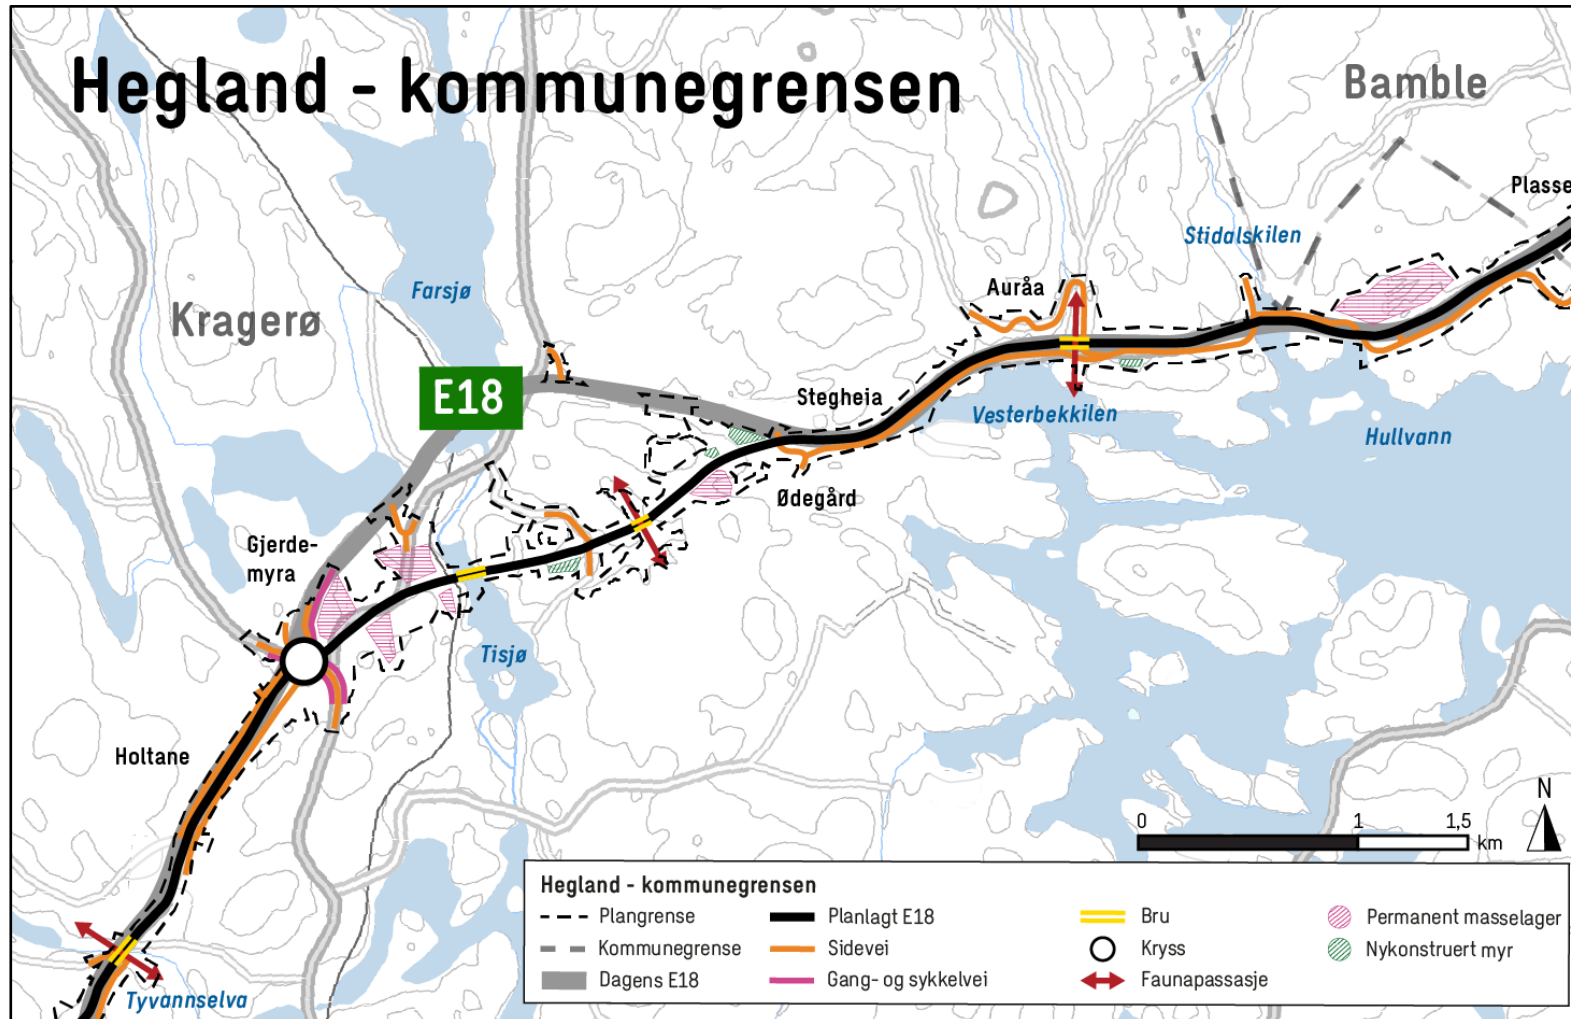 Hegland - kommunegrensen
Bamble
Plasse
Stidalskilen
Farsjø
Auråa
Kragerø
E18
Stegheia
Vesterbekkilen
Hullvann
Ødegård
Gjerde-
myra
Tisjø
Holtane
N
0 1 1,5
km
Tyvannselva
Hegland - kommunegrensen
Plangrense
Kommunegrense
Dagens E18
Planlagt E18
Sidevei
Gang- og sykkelvei
Bru
Kryss
Faunapassasje
Permanent masselager
Nykonstruert myr